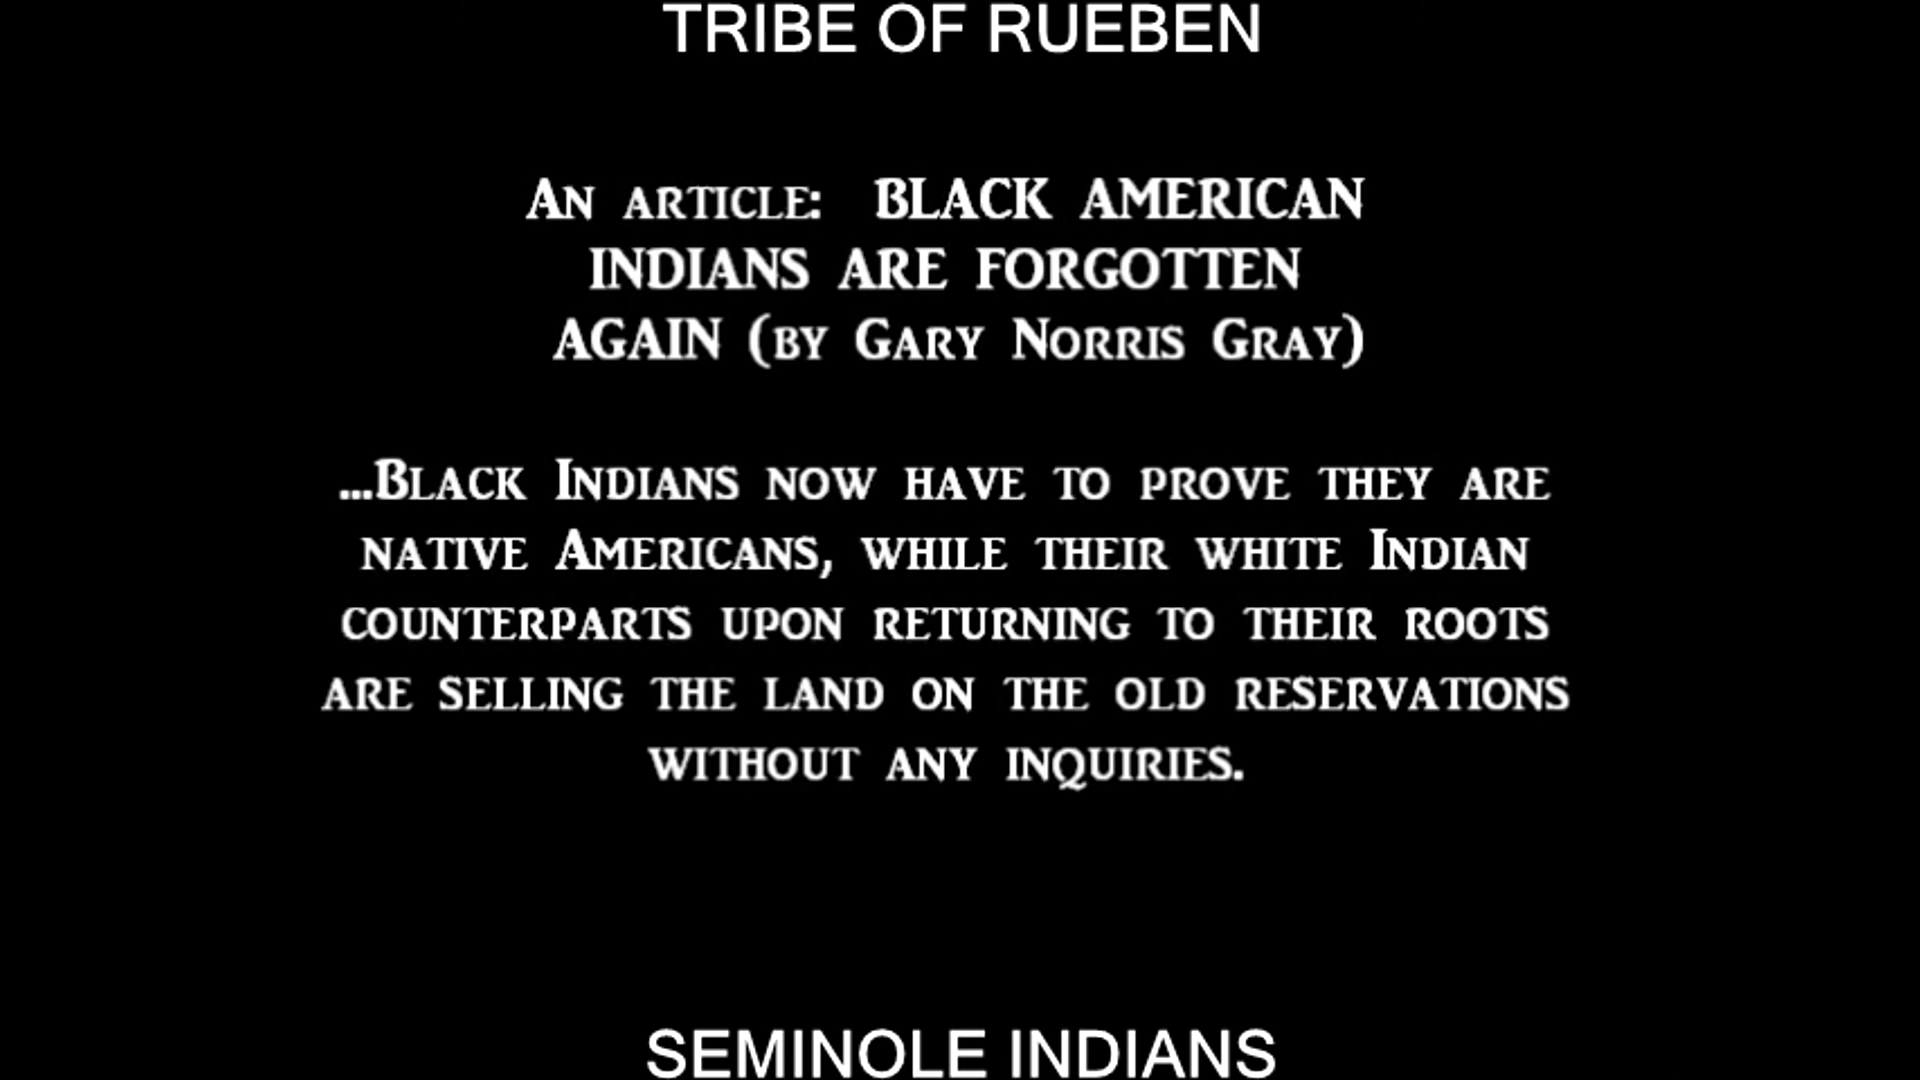 TRIBE OF RUEBEN
An article: BLACK AMERICAN
INDIANS ARE FORGOTTEN
AGAIN (by Gary Norris Gray)
...Black Indians now have to prove they are
native Americans, while their white Indian
counterparts upon returning to their roots
are selling the land on the old reservations
without any inquiries.
SEMINOLE INDIANS